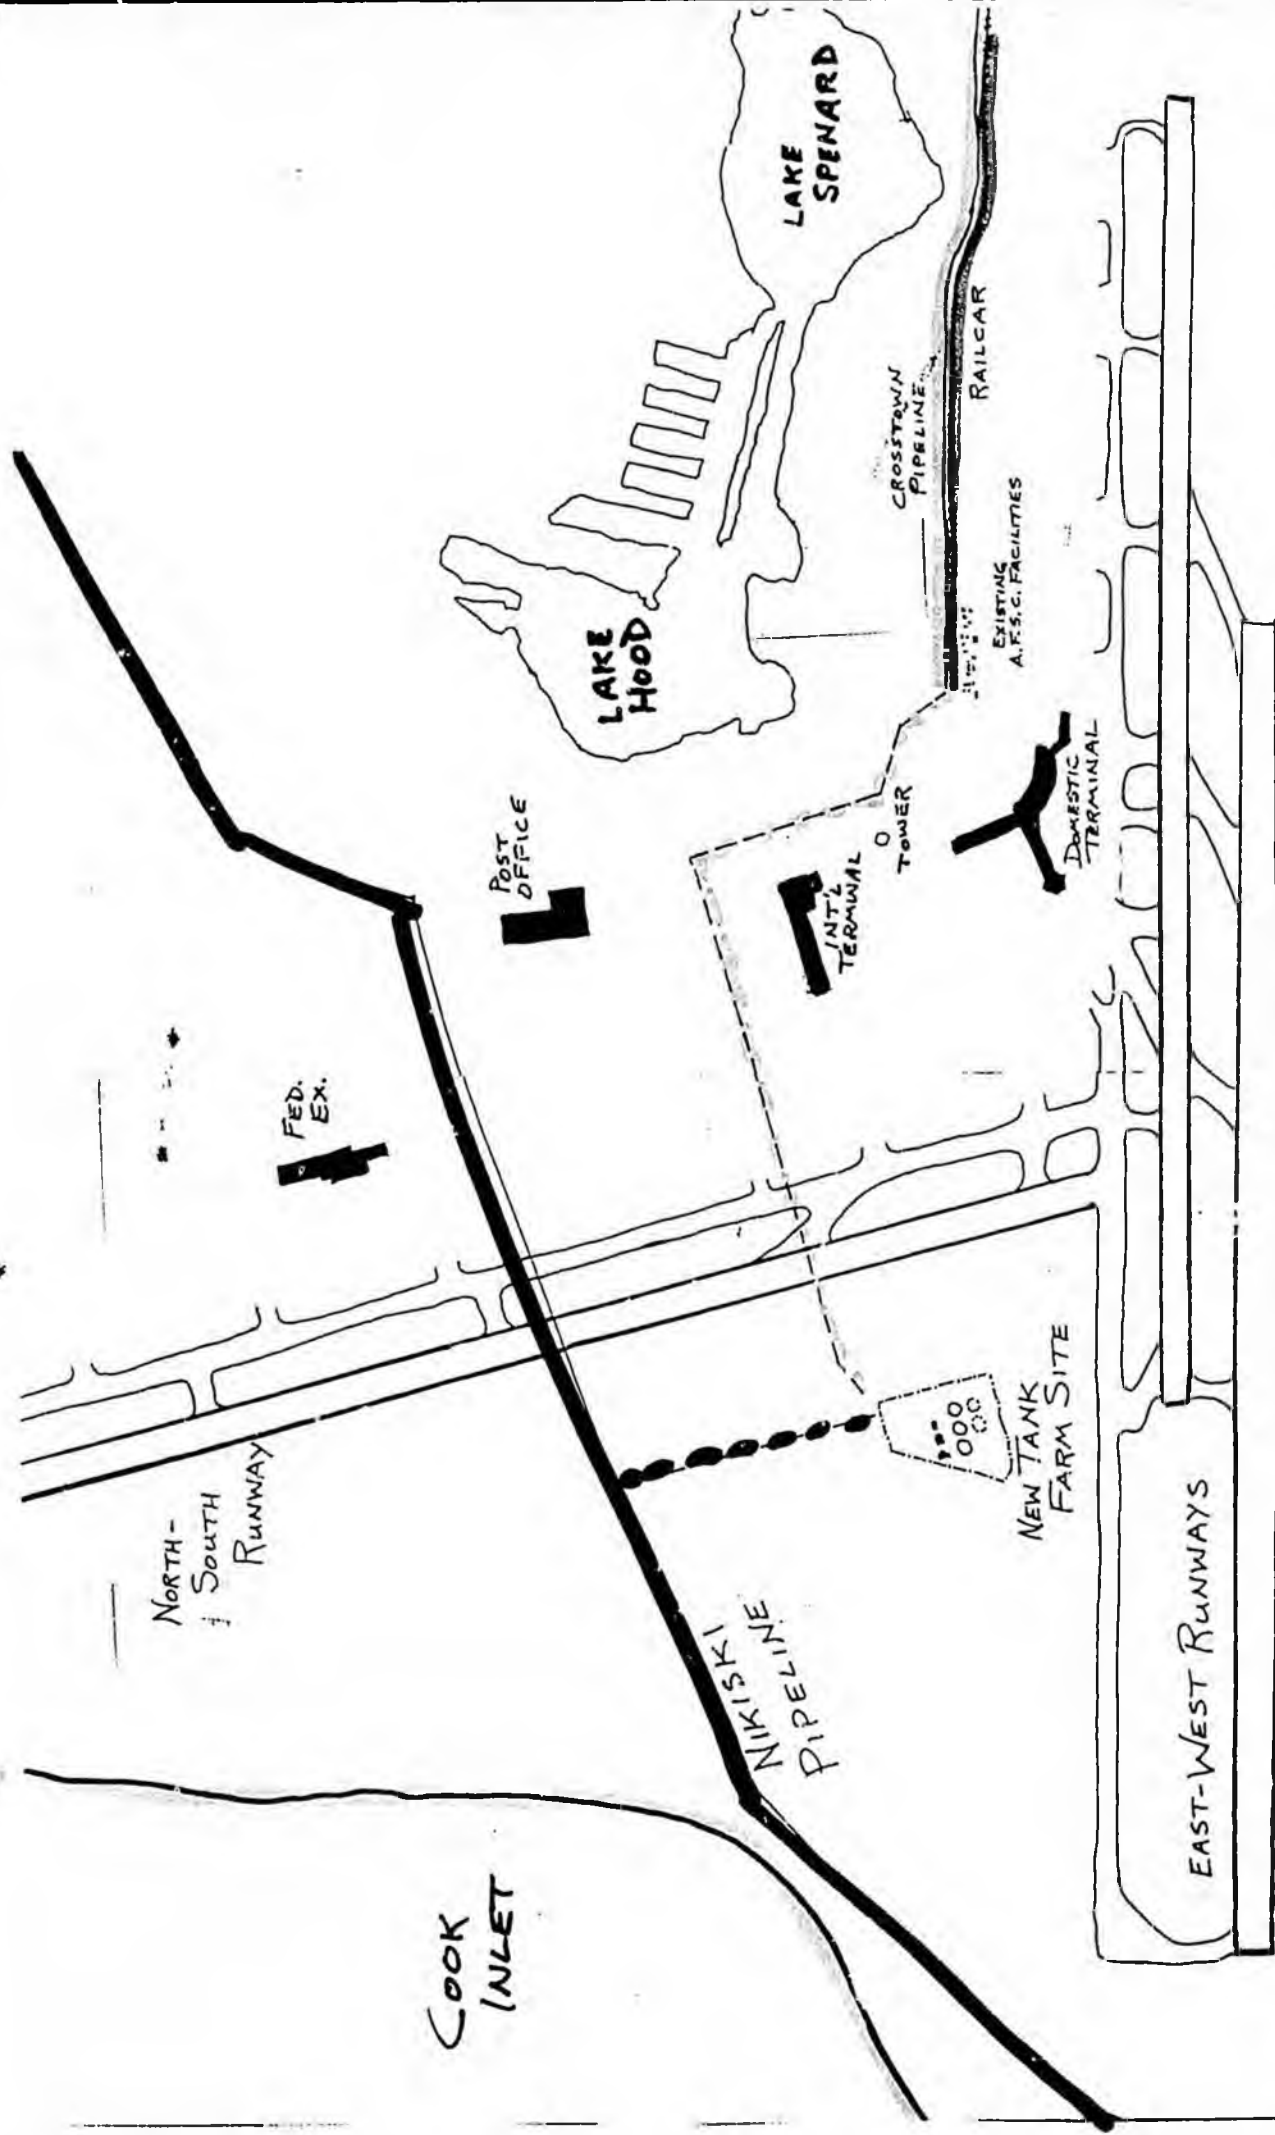 COOK
INLET
NORTH-
SOUTH
RUNWAY
NIKISKI
PIPELINE
FED.
EX.
POST
OFFICE
LAKE
HOOD
LAKE
SPENARD
INT'L
TERMINAL
TOWER
CROSSTOWN
PIPELINE
RAILCAR
EXISTING
A.F.S.C. FACILITIES
DOMESTIC
TERMINAL
NEW TANK
FARM SITE
EAST-WEST RUNWAYS